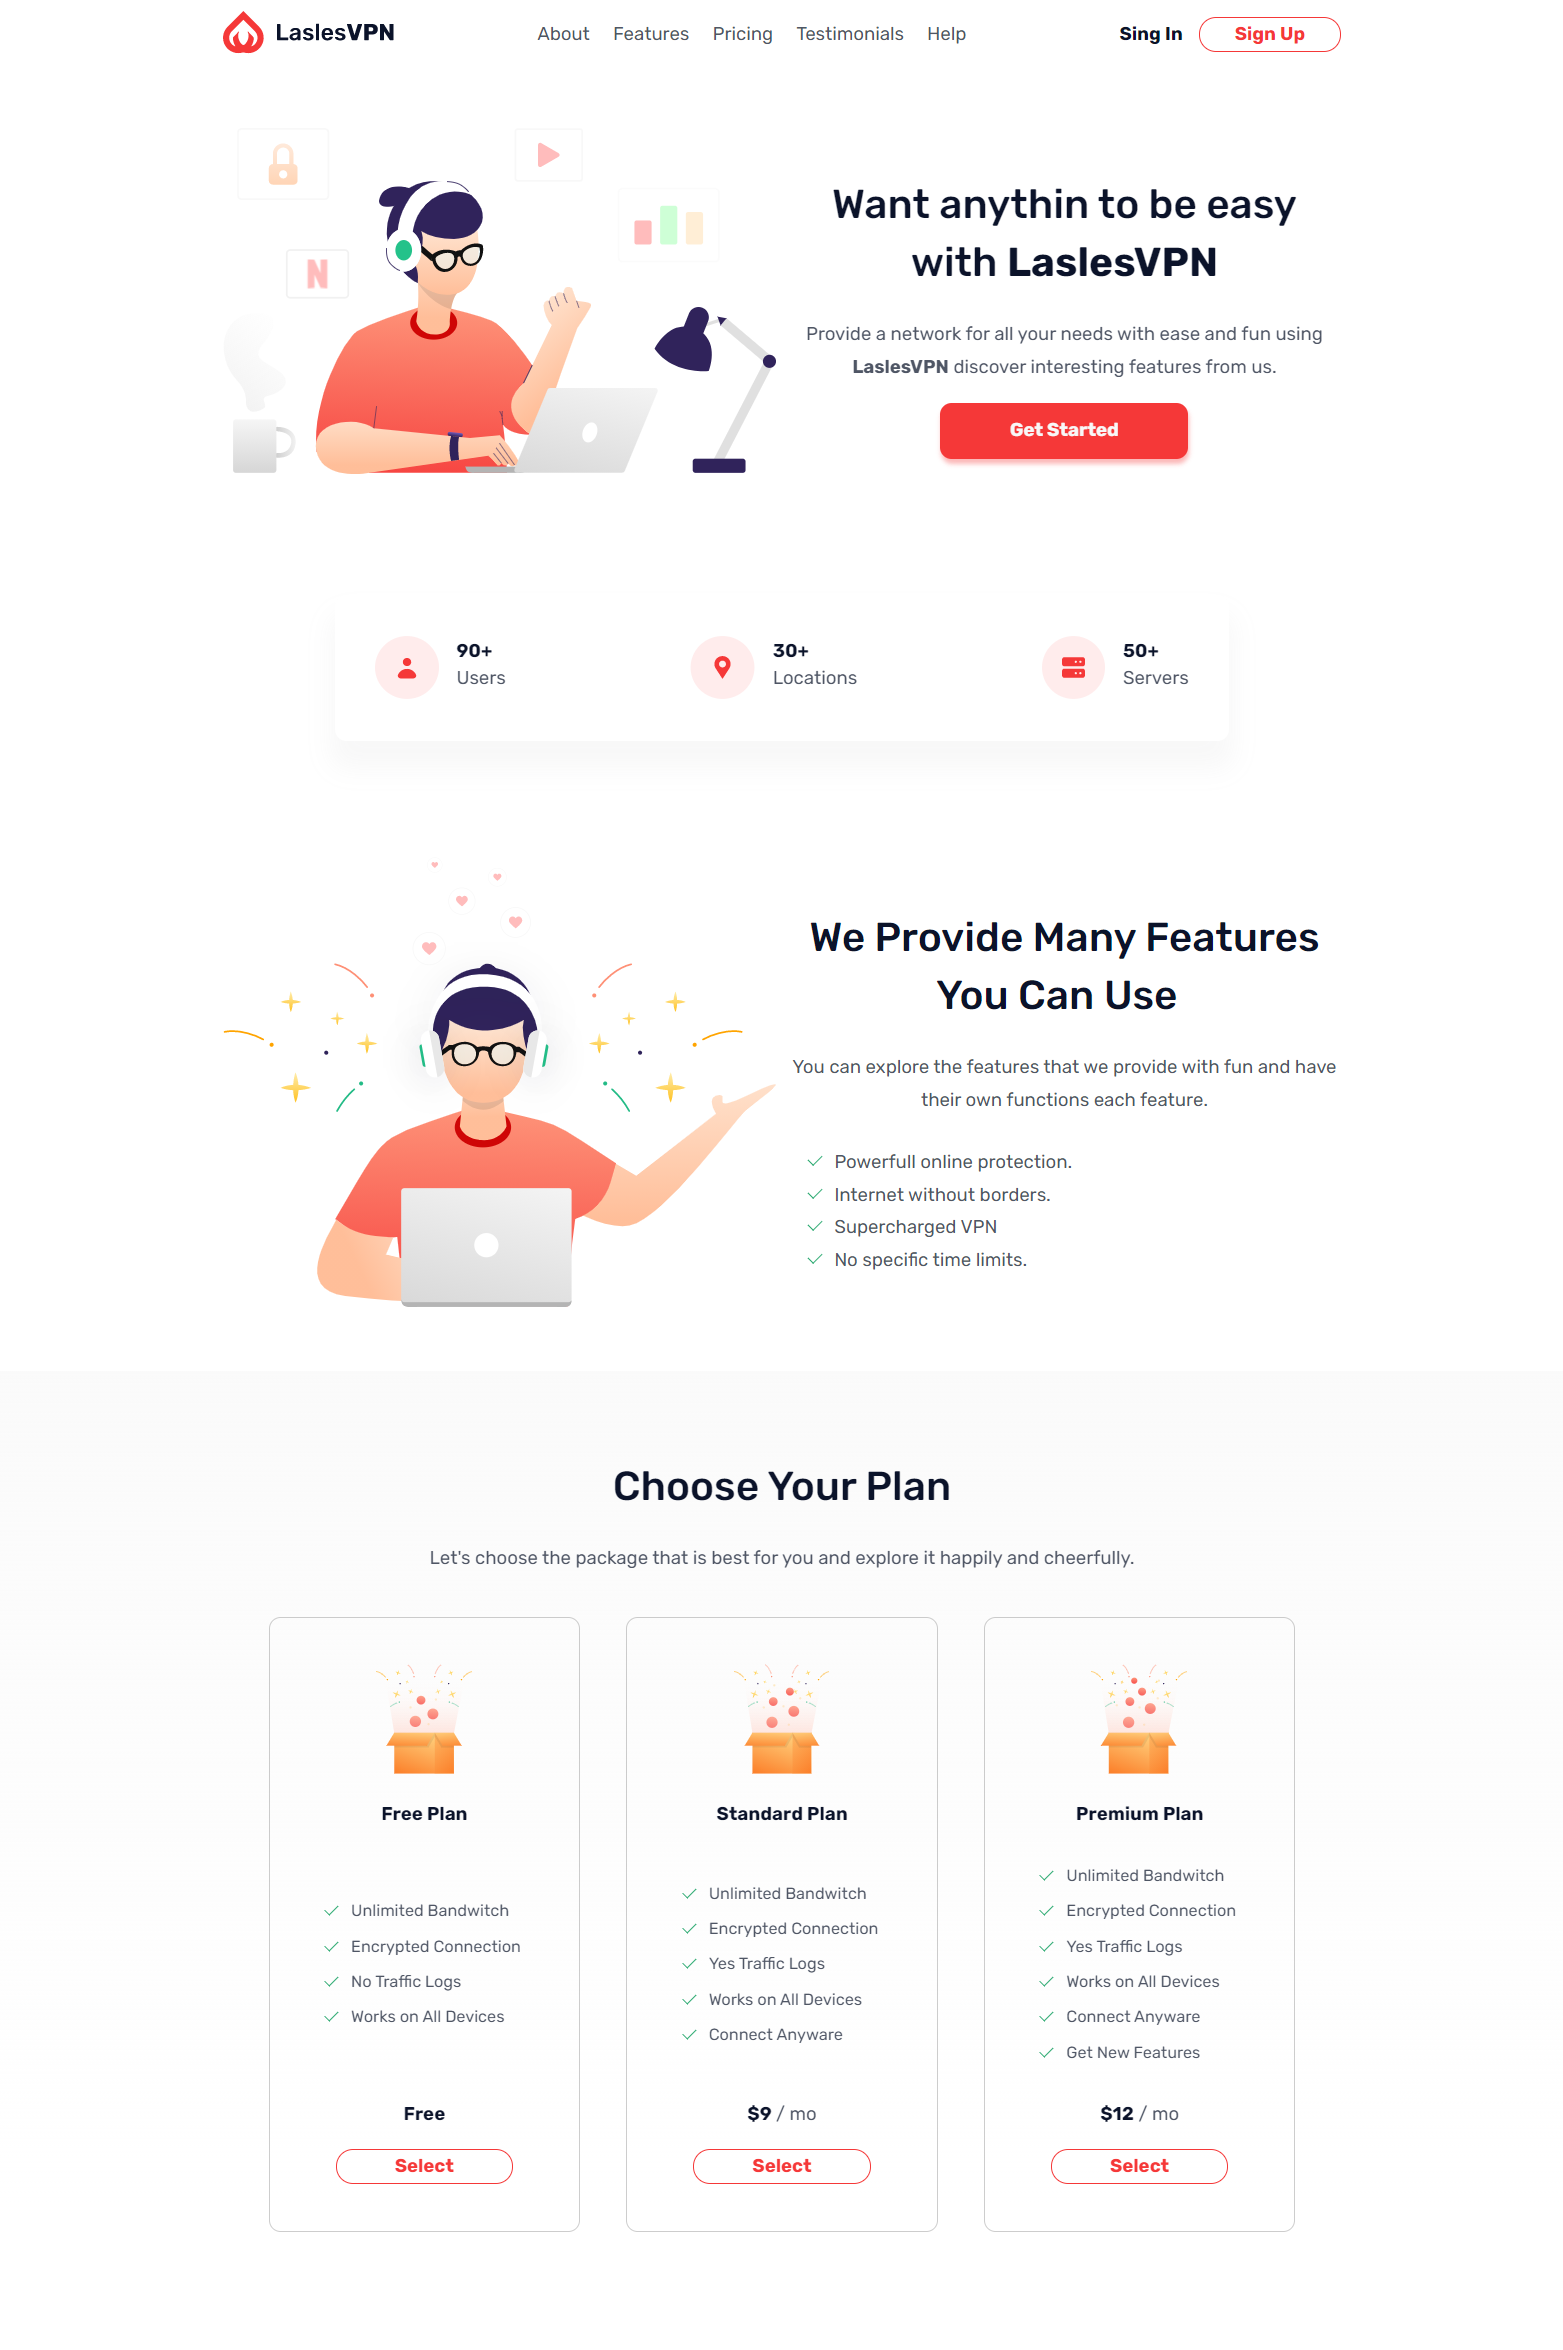 LaslesVPN
About Features Pricing Testimonials Help
Sing In
Sign Up
N
Want anythin to be easy
with LaslesVPN
Provide a network for all your needs with ease and fun using
LaslesVPN discover interesting features from us.
Get Started
90+
Users
30+
Locations
50+
Servers
We Provide Many Features
You Can Use
You can explore the features that we provide with fun and have
their own functions each feature.
Powerfull online protection.
Internet without borders.
Supercharged VPN
No specific time limits.
Choose Your Plan
Let's choose the package that is best for you and explore it happily and cheerfully.
Free Plan
Unlimited Bandwitch
Encrypted Connection
No Traffic Logs
Works on All Devices
Free
Select
Standard Plan
Unlimited Bandwitch
Encrypted Connection
Yes Traffic Logs
Works on All Devices
Connect Anyware
$9 / mo
Select
Premium Plan
Unlimited Bandwitch
Encrypted Connection
Yes Traffic Logs
Works on All Devices
Connect Anyware
Get New Features
$12 / mo
Select